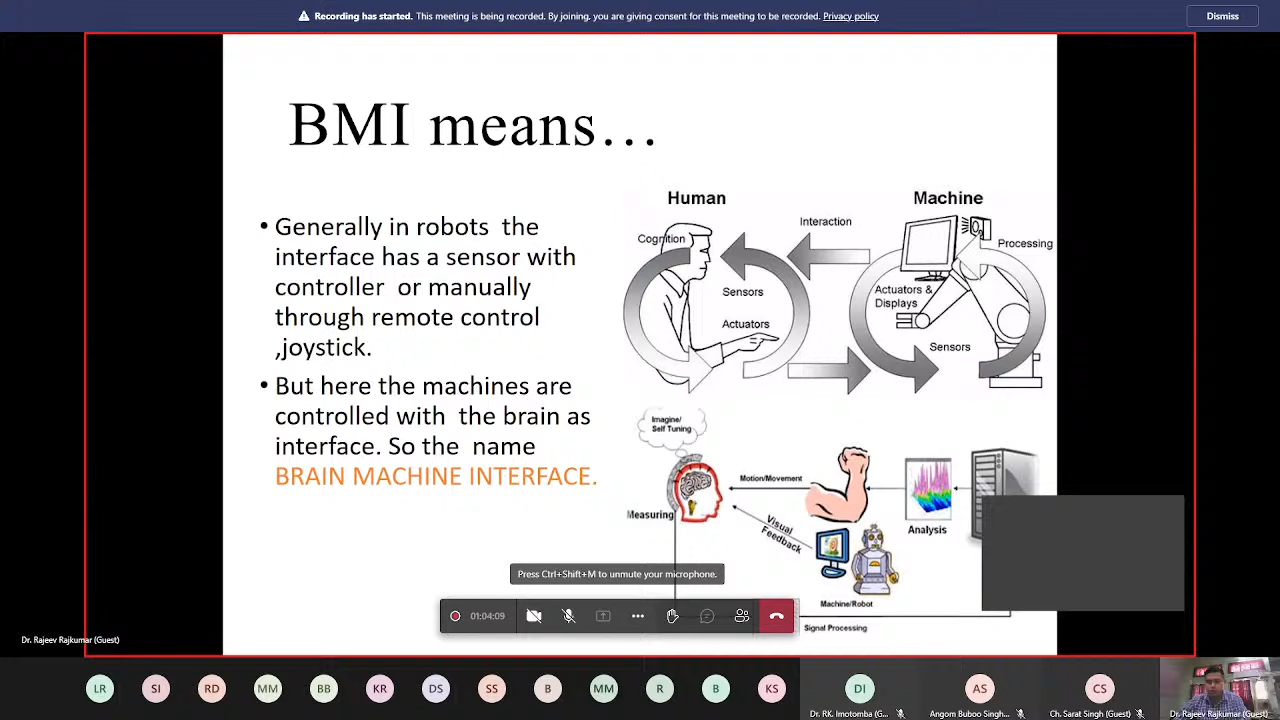 Recording has started. This meeting is being recorded. By joining, you are giving consent for this meeting to be recorded. Privacy policy
Dismiss
BMI means…
• Generally in robots the
interface has a sensor with
controller or manually
through remote control
,joystick.
• But here the machines are
controlled with the brain as
interface. So the name
BRAIN MACHINE INTERFACE.
Human
Machine
Interaction
Cognition
Processing
Sensors
Actuators &
Displays
Actuators
Sensors
Imagine/
Self Tuning
Motion/Movement
Measuring
Visual
Feedback
Analysis
Machine/Robot
Signal Processing
Press Ctrl+Shift+M to unmute your microphone.
01:04:09
Dr. Rajeev Rajkumar (Guest)
LR
SI
RD
MM
BB
KR
DS
SS
B
MM
R
B
KS
DI
AS
CS
Dr. RK. Imotomba (G...
Angom Buboo Singh...
Ch. Sarat Singh (Guest)
Dr. Rajeev Rajkumar (Guest)